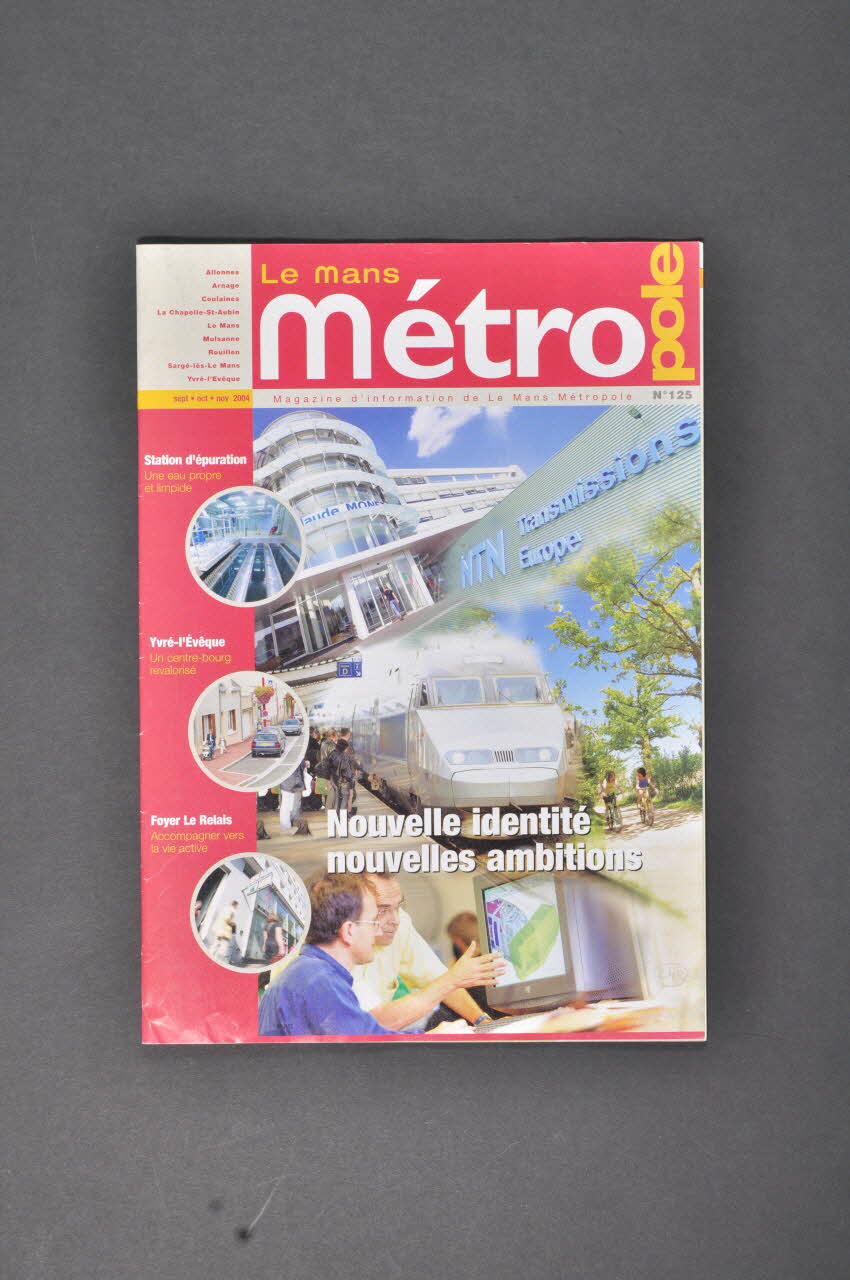 Allonnes
Arnage
Coulaines
La Chapelle-St-Aubin
Le Mans
Mulsanne
Rouillon
Sargé-lès-Le Mans
Yvré-l'Évêque
sept • oct • nov 2004
Le mans
métro
pole
Magazine d'information de Le Mans Métropole
N°125
Station d'épuration
Une eau propre
et limpide
Yvré-l'Évêque
Un centre-bourg
revalorisé
Foyer Le Relais
Accompagner vers
la vie active
aude MONET
NTN
Transmissions
Europe
D
Nouvelle identité
nouvelles ambitions